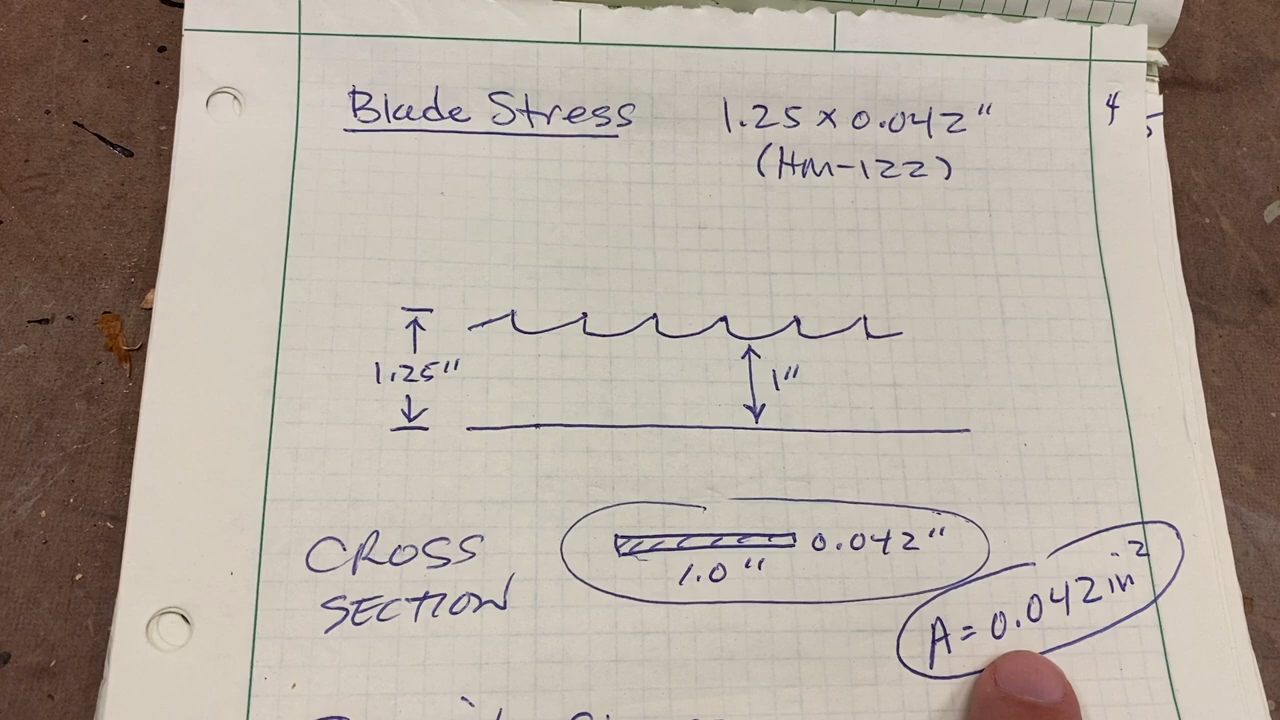 Blade Stress 1.25 x 0.042"
(HM-122)
4
1.25"
1"
CROSS
SECTION
0.042"
1.0"
A = 0.042 in²